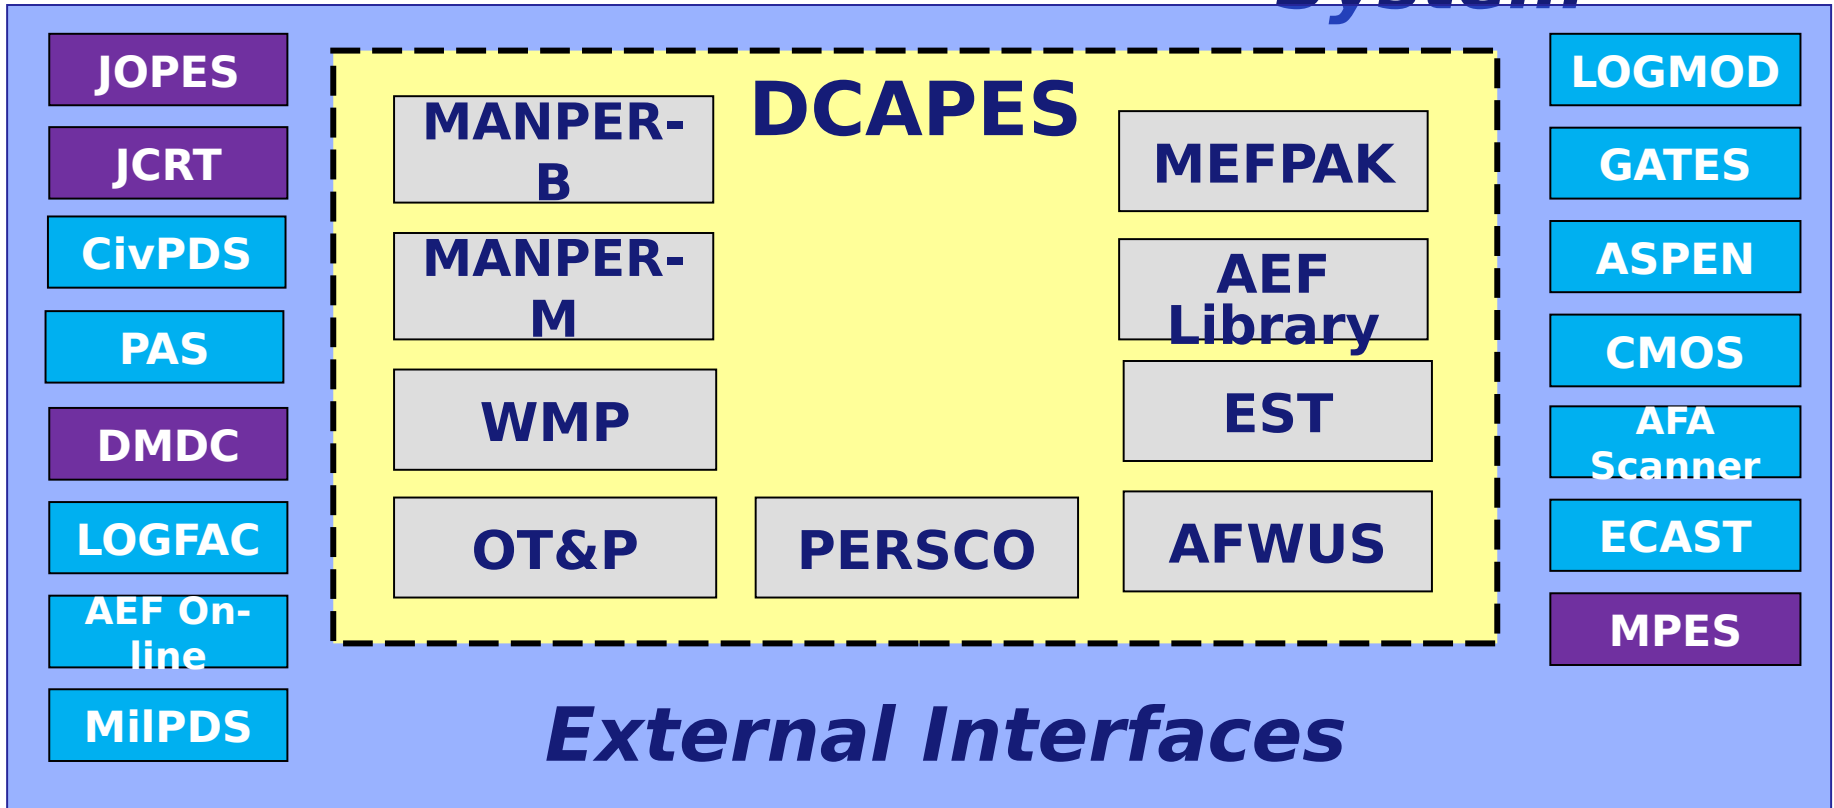 System
JOPES
JCRT
CivPDS
PAS
DMDC
LOGFAC
AEF On-
line
MilPDS
DCAPES
MANPER-
B
MANPER-
M
WMP
OT&P
PERSCO
MEFPAK
AEF
Library
EST
AFWUS
LOGMOD
GATES
ASPEN
CMOS
AFA
Scanner
ECAST
MPES
External Interfaces